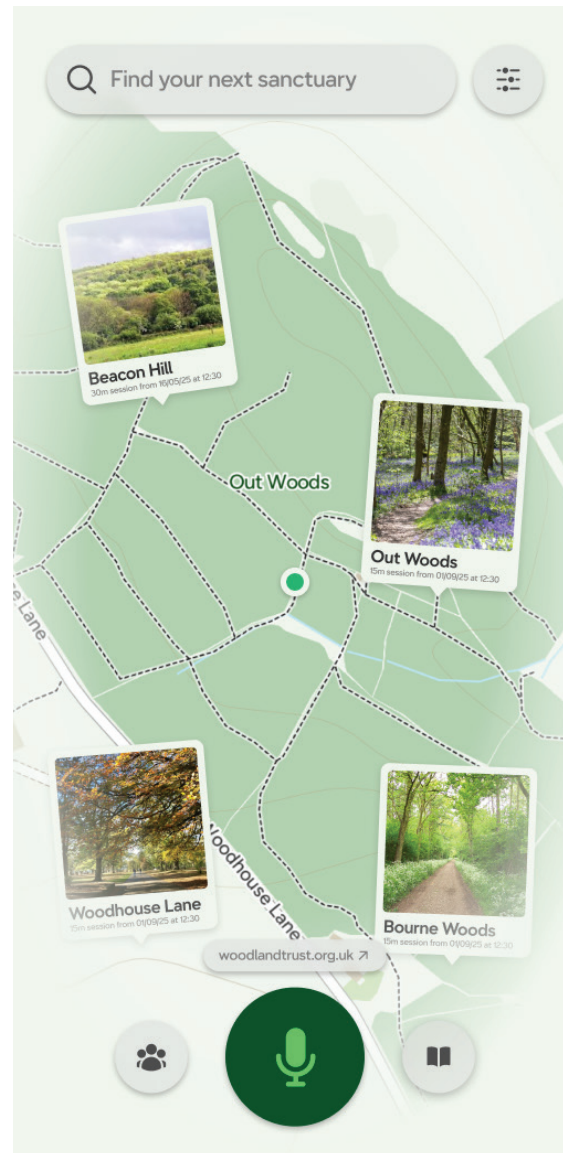 Find your next sanctuary
Beacon Hill
30m session from 16/05/25 at 12:30
Out Woods
Out Woods
15m session from 01/09/25 at 12:30
se Lane
Woodhouse Lane
15m session from 01/09/25 at 12:30
Woodhouse Lane
Bourne Woods
15m session from 01/09/25 at 12:30
woodlandtrust.org.uk ↗